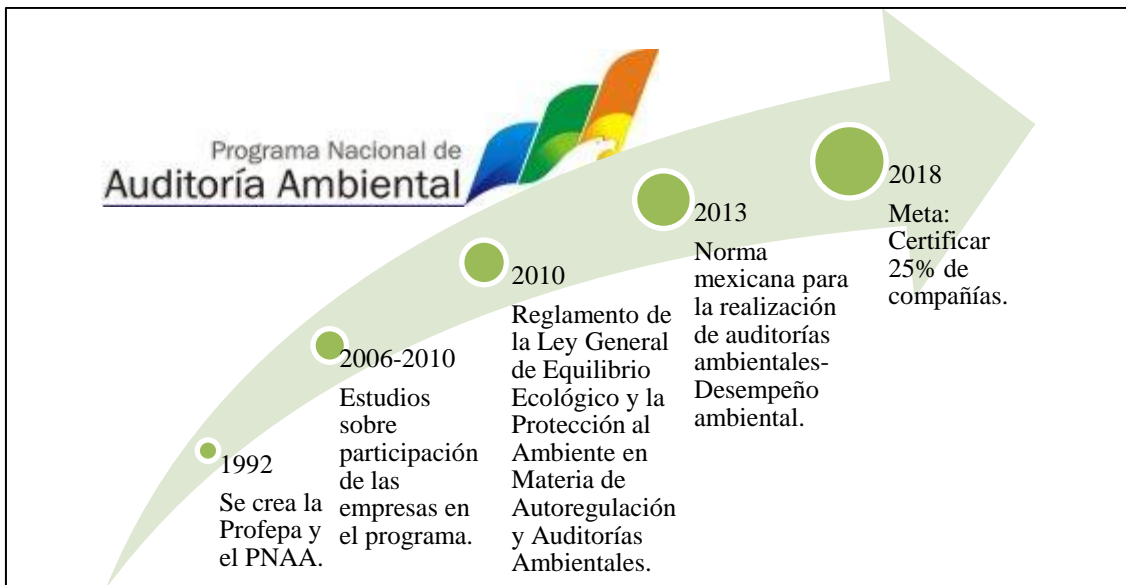 Programa Nacional de
Auditoría Ambiental
1992
Se crea la
Profepa y
el PNAA.
2006-2010
Estudios
sobre
participación
de las
empresas en
el programa.
2010
Reglamento de
la Ley General
de Equilibrio
Ecológico y la
Protección al
Ambiente en
Materia de
Autoregulación
y Auditorías
Ambientales.
2013
Norma
mexicana para
la realización
de auditorías
ambientales-
Desempeño
ambiental.
2018
Meta:
Certificar
25% de
compañías.